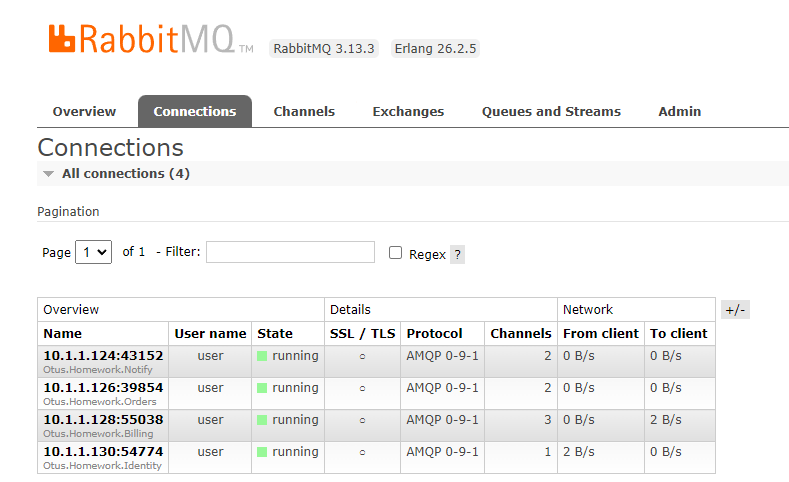 RabbitMQ TM RabbitMQ 3.13.3 Erlang 26.2.5
Overview Connections Channels Exchanges Queues and Streams Admin
Connections
All connections (4)
Pagination
Page 1 of 1 - Filter: Regex ?
Overview Details Network +/-
Name User name State SSL / TLS Protocol Channels From client To client
10.1.1.124:43152 user running ○ AMQP 0-9-1 2 0 B/s 0 B/s
Otus.Homework.Notify
10.1.1.126:39854 user running ○ AMQP 0-9-1 2 0 B/s 0 B/s
Otus.Homework.Orders
10.1.1.128:55038 user running ○ AMQP 0-9-1 3 0 B/s 2 B/s
Otus.Homework.Billing
10.1.1.130:54774 user running ○ AMQP 0-9-1 1 2 B/s 0 B/s
Otus.Homework.Identity